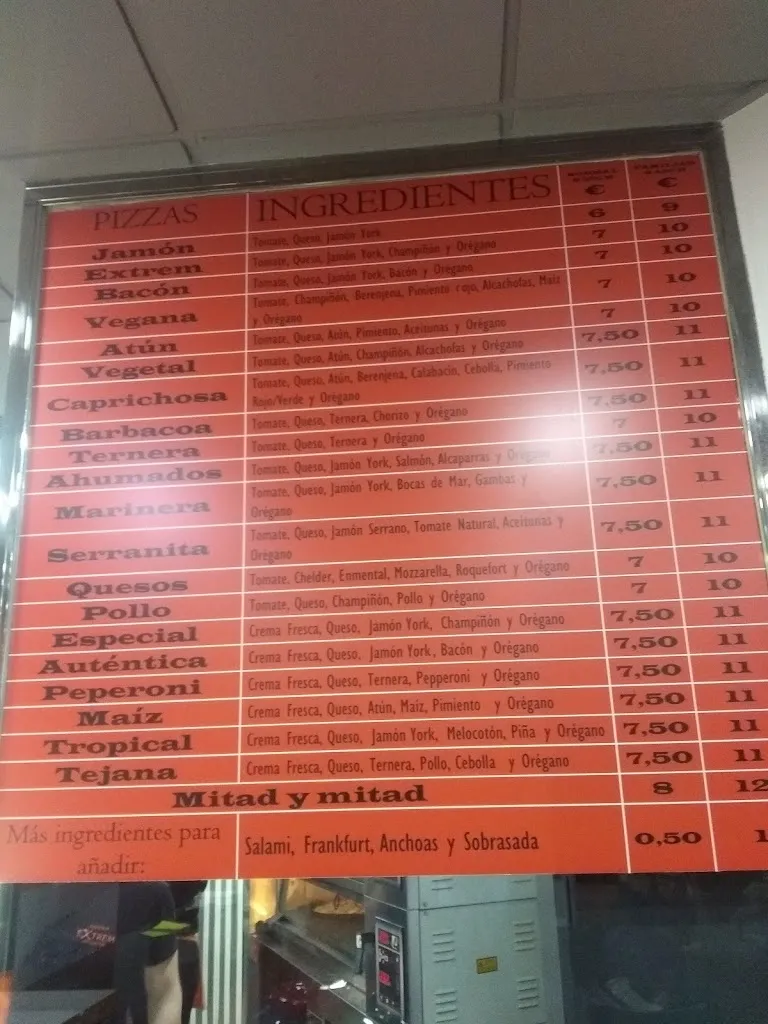 PIZZAS INGREDIENTES € €
Jamón Tomate, Queso, Jamón York 6 9
Extrem Tomate, Queso, Jamón York, Champiñón y Orégano 7 10
Bacón Tomate, Queso, Jamón York, Bacón y Orégano 7 10
Vegana Tomate, Champiñón, Berenjena, Pimiento rojo, Alcachofas, Maíz 7 10
y Orégano
Atún Tomate, Queso, Atún, Pimiento, Aceitunas y Orégano 7 10
Vegetal Tomate, Queso, Atún, Champiñón, Alcachofas y Orégano 7,50 11
Caprichosa Tomate, Queso, Atún, Berenjena, Calabacín, Cebolla, Pimiento 7,50 11
Rojo/Verde y Orégano
Barbacoa Tomate, Queso, Ternera, Chorizo y Orégano 7,50 11
Ternera Tomate, Queso, Ternera y Orégano 7 10
Ahumados Tomate, Queso, Jamón York, Salmón, Alcaparras y Orégano 7,50 11
Marinera Tomate, Queso, Jamón York, Bocas de Mar, Gambas y 7,50 11
Orégano
Serranita Tomate, Queso, Jamón Serrano, Tomate Natural, Aceitunas y 7,50 11
Orégano
Quesos Tomate, Chelder, Enmental, Mozzarella, Roquefort y Orégano 7 10
Pollo Tomate, Queso, Champiñón, Pollo y Orégano 7 10
Especial Crema Fresca, Queso, Jamón York, Champiñón y Orégano 7,50 11
Auténtica Crema Fresca, Queso, Jamón York, Bacón y Orégano 7,50 11
Peperoni Crema Fresca, Queso, Ternera, Pepperoni y Orégano 7,50 11
Maíz Crema Fresca, Queso, Atún, Maíz, Pimiento y Orégano 7,50 11
Tropical Crema Fresca, Queso, Jamón York, Melocotón, Piña y Orégano 7,50 11
Tejana Crema Fresca, Queso, Ternera, Pollo, Cebolla y Orégano 7,50 11
Mitad y mitad 8 12
Más ingredientes para Salami, Frankfurt, Anchoas y Sobrasada 0,50 1
añadir: